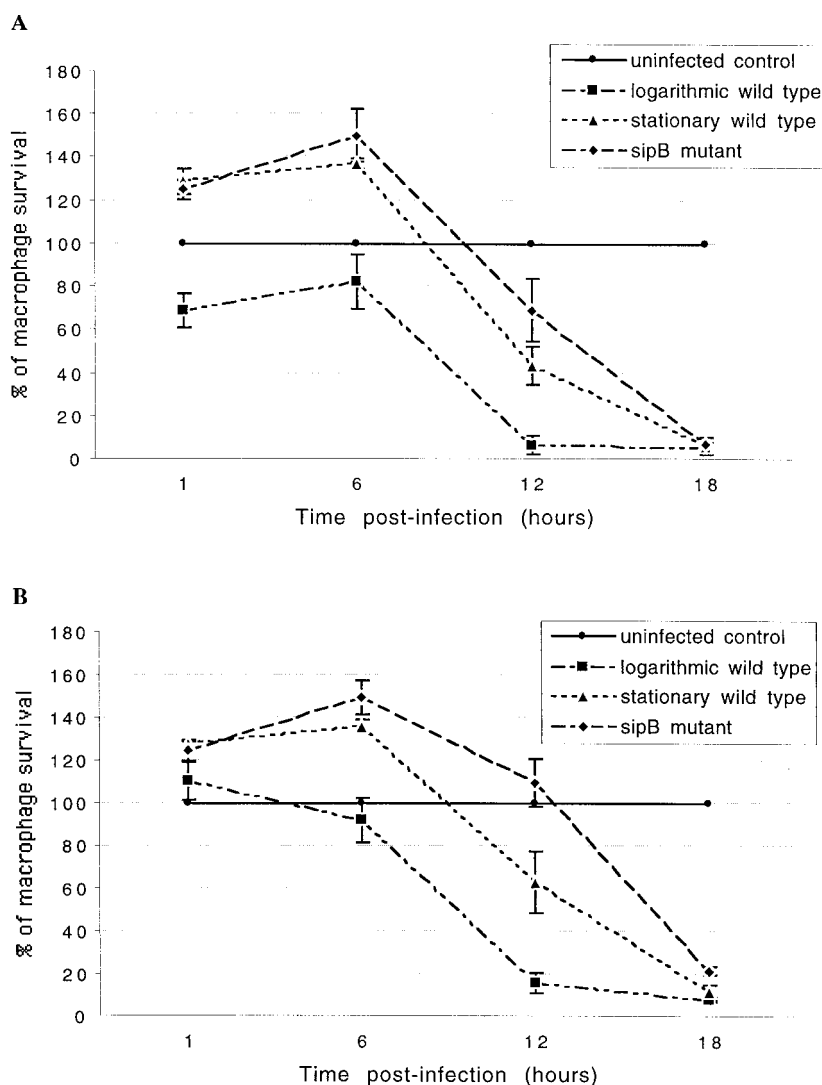 A
180
160
140
120
100
80
60
40
20
0
% of macrophage survival
uninfected control
logarithmic wild type
stationary wild type
sipB mutant
1 6 12 18
Time post-infection (hours)
B
180
160
140
120
100
80
60
40
20
0
% of macrophage survival
uninfected control
logarithmic wild type
stationary wild type
sipB mutant
1 6 12 18
Time post-infection (hours)